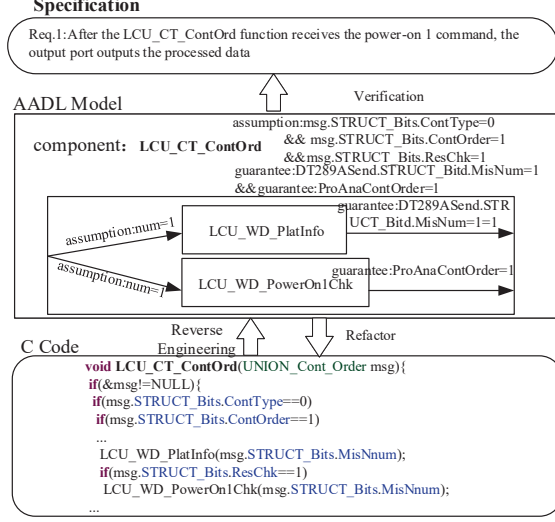 Specification
Req.1:After the LCU_CT_ContOrd function receives the power-on 1 command, the
output port outputs the processed data
Verification
AADL Model
component: LCU_CT_ContOrd
assumption:msg.STRUCT_Bits.ContType=0
&& msg.STRUCT_Bits.ContOrder=1
&&msg.STRUCT_Bits.ResChk=1
guarantee:DT289ASend.STRUCT_Bitd.MisNum=1
&&guarantee:ProAnaContOrder=1
assumption:num=1
LCU_WD_PlatInfo
guarantee:DT289ASend.STR
UCT_Bitd.MisNum=1=1
assumption:num=1
LCU_WD_PowerOn1Chk
guarantee:ProAnaContOrder=1
Reverse
Engineering
Refactor
C Code
void LCU_CT_ContOrd(UNION_Cont_Order msg){
if(&msg!=NULL){
if(msg.STRUCT_Bits.ContType==0)
if(msg.STRUCT_Bits.ContOrder==1)
...
LCU_WD_PlatInfo(msg.STRUCT_Bits.MisNnum);
if(msg.STRUCT_Bits.ResChk==1)
LCU_WD_PowerOn1Chk(msg.STRUCT_Bits.MisNnum);
...